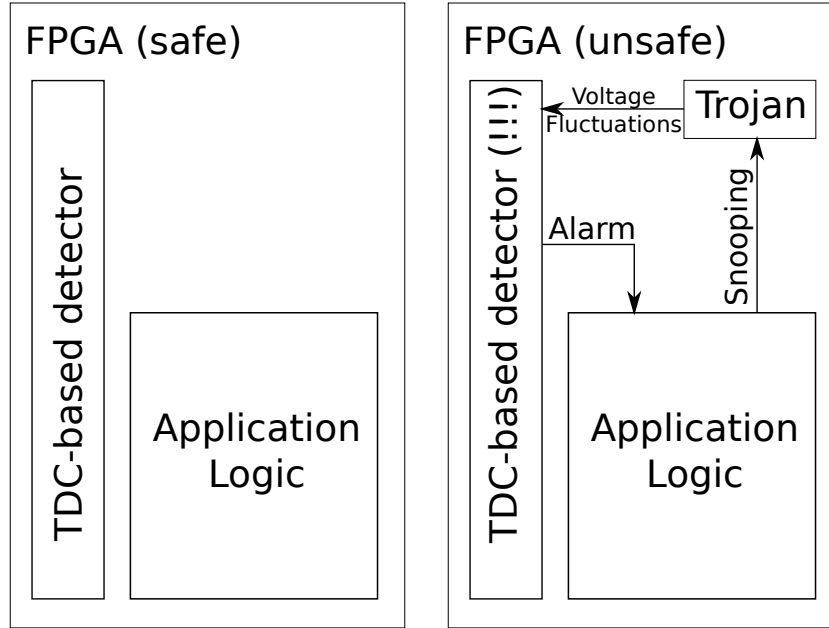 FPGA (safe)
TDC-based detector
Application
Logic
FPGA (unsafe)
TDC-based detector (!!!)
Voltage
Fluctuations
Trojan
Alarm
Snooping
Application
Logic